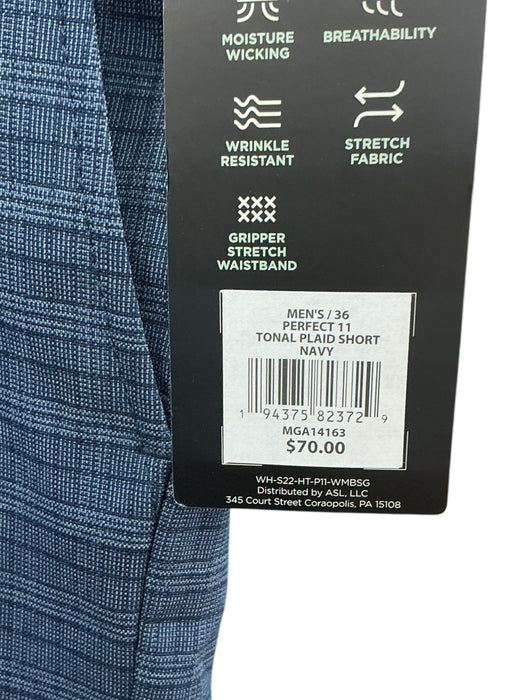 MOISTURE
WICKING
BREATHABILITY
WRINKLE
RESISTANT
STRETCH
FABRIC
GRIPPER
STRETCH
WAISTBAND
MEN'S / 36
PERFECT 11
TONAL PLAID SHORT
NAVY
1 94375 82372 9
MGA14163
$70.00
WH-S22-HT-P11-WMBSG
Distributed by ASL, LLC
345 Court Street Coraopolis, PA 15108